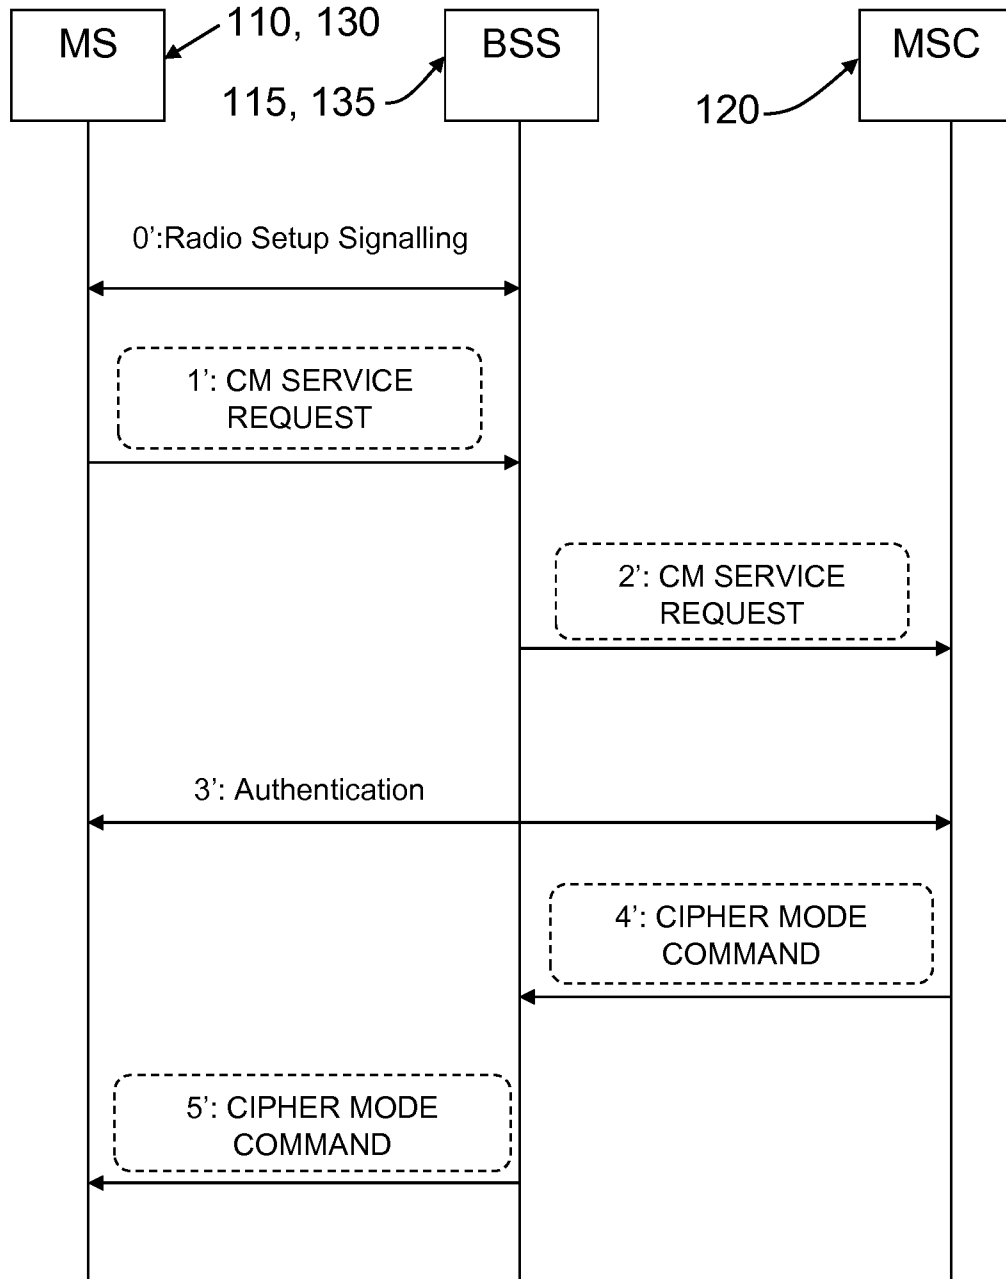 MS
110, 130
BSS
115, 135
MSC
120
0’:Radio Setup Signalling
1’: CM SERVICE
REQUEST
2’: CM SERVICE
REQUEST
3’: Authentication
4’: CIPHER MODE
COMMAND
5’: CIPHER MODE
COMMAND